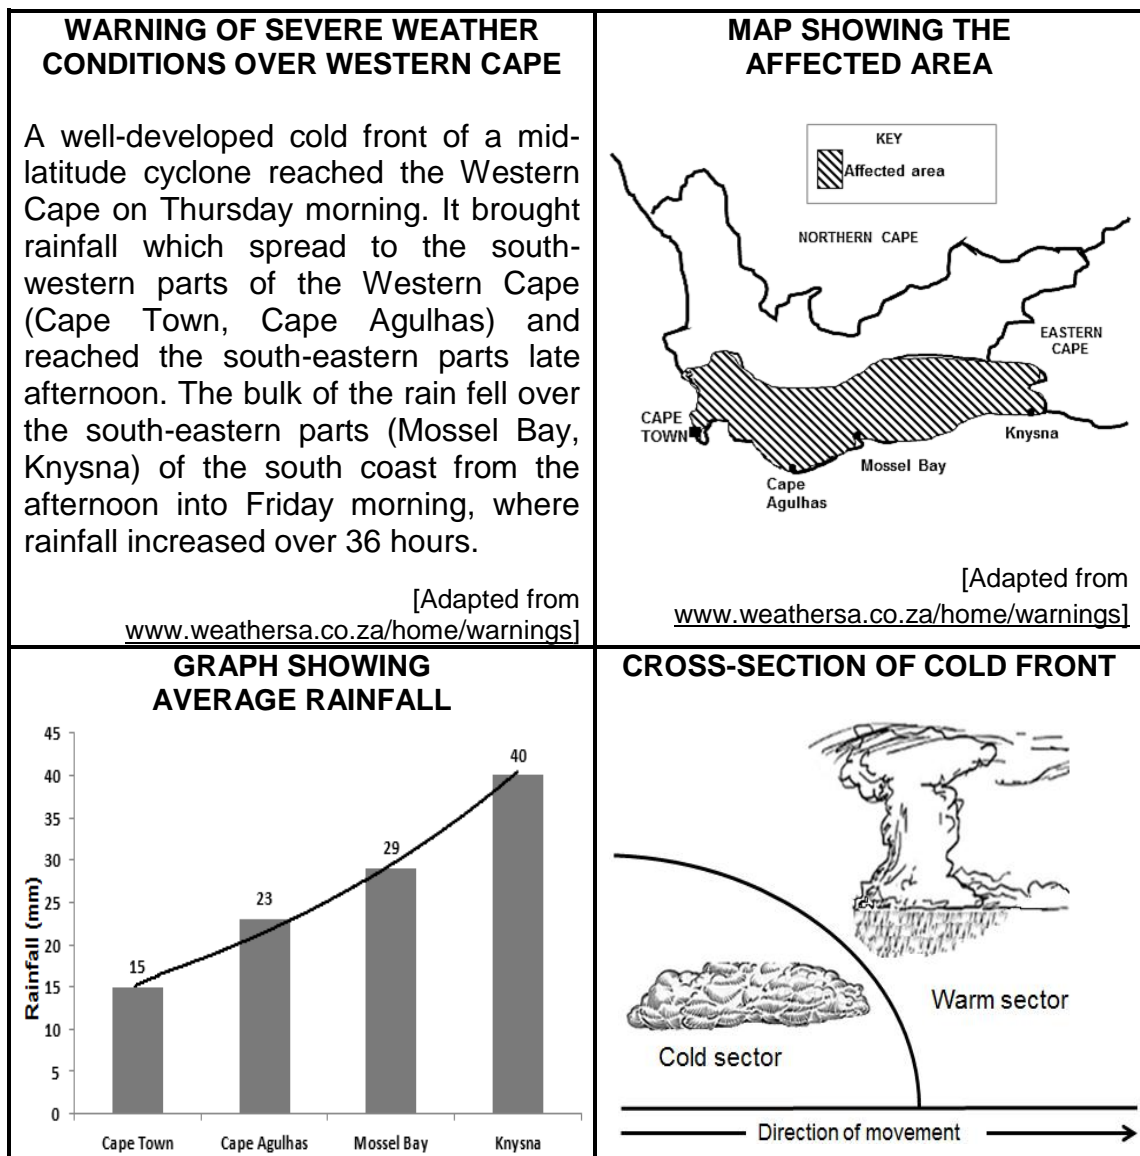 WARNING OF SEVERE WEATHER
CONDITIONS OVER WESTERN CAPE
A well-developed cold front of a mid-
latitude cyclone reached the Western
Cape on Thursday morning. It brought
rainfall which spread to the south-
western parts of the Western Cape
(Cape Town, Cape Agulhas) and
reached the south-eastern parts late
afternoon. The bulk of the rain fell over
the south-eastern parts (Mossel Bay,
Knysna) of the south coast from the
afternoon into Friday morning, where
rainfall increased over 36 hours.
[Adapted from
www.weathersa.co.za/home/warnings]
MAP SHOWING THE
AFFECTED AREA
KEY
Affected area
NORTHERN CAPE
EASTERN
CAPE
CAPE
TOWN
Knysna
Mossel Bay
Cape
Agulhas
[Adapted from
www.weathersa.co.za/home/warnings]
GRAPH SHOWING
AVERAGE RAINFALL
45
40
35
30
25
20
15
10
5
0
Rainfall (mm)
15
23
29
40
Cape Town
Cape Agulhas
Mossel Bay
Knysna
CROSS-SECTION OF COLD FRONT
Warm sector
Cold sector
Direction of movement